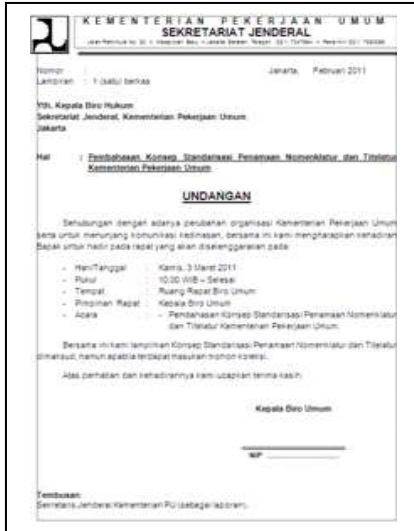 KEMENTERIAN PEKERJAAN UMUM
SEKRETARIAT JENDERAL
Nomor :
Jakarta, Februari 2011
Lampiran : 1 (satu) berkas
Yth. Kepala Biro Hukum
Sekretariat Jenderal, Kementerian Pekerjaan Umum
Jakarta
Hal : Pembahasan Konsep Standarisasi Penamaan Nomenklatur dan Titelatur
Kementerian Pekerjaan Umum
UNDANGAN
Sehubungan dengan adanya perubahan organisasi Kementerian Pekerjaan Umum
serta untuk menunjang komunikasi kedinasan, bersama ini kami mengharapkan kehadiran
Bapak untuk hadir pada rapat yang akan diselenggarakan pada:
- Hari/Tanggal : Kamis, 3 Maret 2011
- Pukul : 10.00 WIB – Selesai
- Tempat : Ruang Rapat Biro Umum
- Pimpinan Rapat : Kepala Biro Umum
- Acara : - Pembahasan Konsep Standarisasi Penamaan Nomenklatur
dan Titelatur Kementerian Pekerjaan Umum.
Bersama ini kami lampirkan Konsep Standarisasi Penamaan Nomenklatur dan Titelatur
dimaksud, namun apabila terdapat masukan mohon koreksi.
Atas perhatian dan kehadirannya kami ucapkan terima kasih.
Kepala Biro Umum
NIP
Tembusan:
Sekretaris Jenderal Kementerian PU (sebagai laporan).